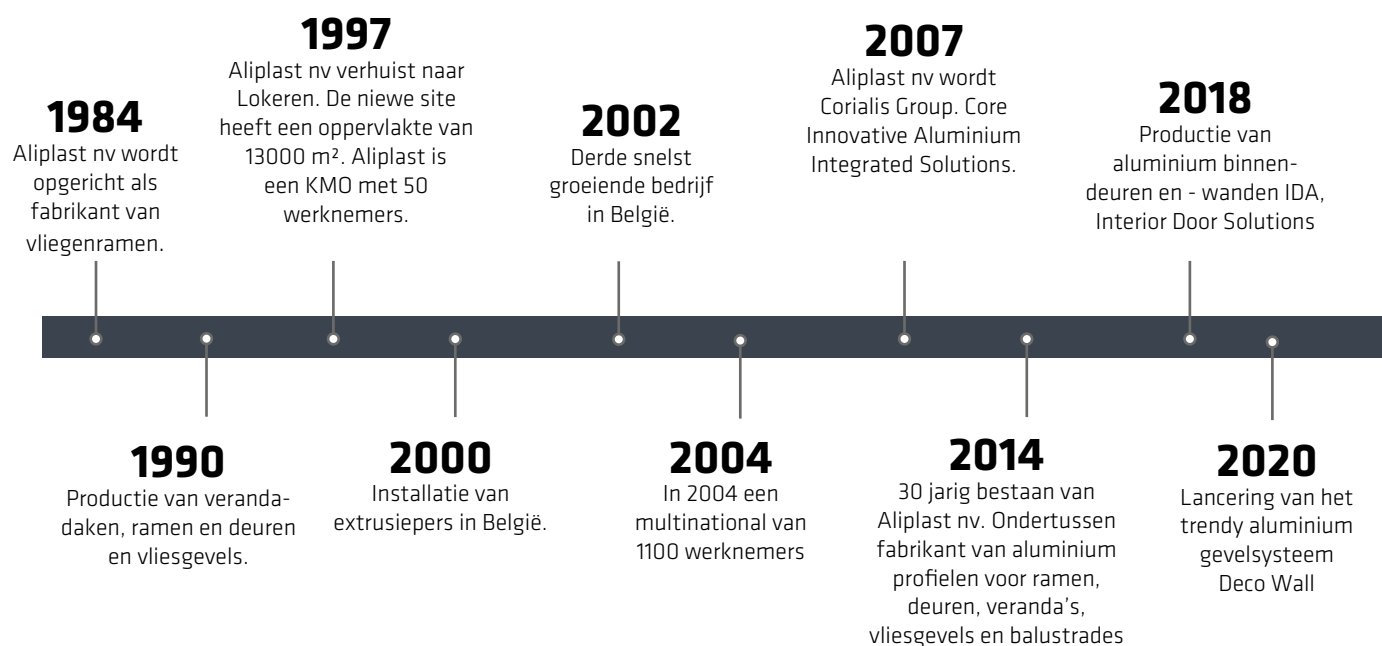 1984
Aliplast nv wordt
opgericht als
fabrikant van
vliegenramen.
1990
Productie van veranda-
daken, ramen en deuren
en vliesgevels.
1997
Aliplast nv verhuist naar
Lokeren. De niewe site
heeft een oppervlakte van
13000 m². Aliplast is
een KMO met 50
werknemers.
2000
Installatie van
extrusiepers in België.
2002
Derde snelst
groeiende bedrijf
in België.
2004
In 2004 een
multinational van
1100 werknemers
2007
Aliplast nv wordt
Corialis Group. Core
Innovative Aluminium
Integrated Solutions.
2014
30 jarig bestaan van
Aliplast nv. Ondertussen
fabrikant van aluminium
profielen voor ramen,
deuren, veranda's,
vliesgevels en balustrades
2018
Productie van
aluminium binnen-
deuren en - wanden IDA,
Interior Door Solutions
2020
Lancering van het
trendy aluminium
gevelsysteem
Deco Wall